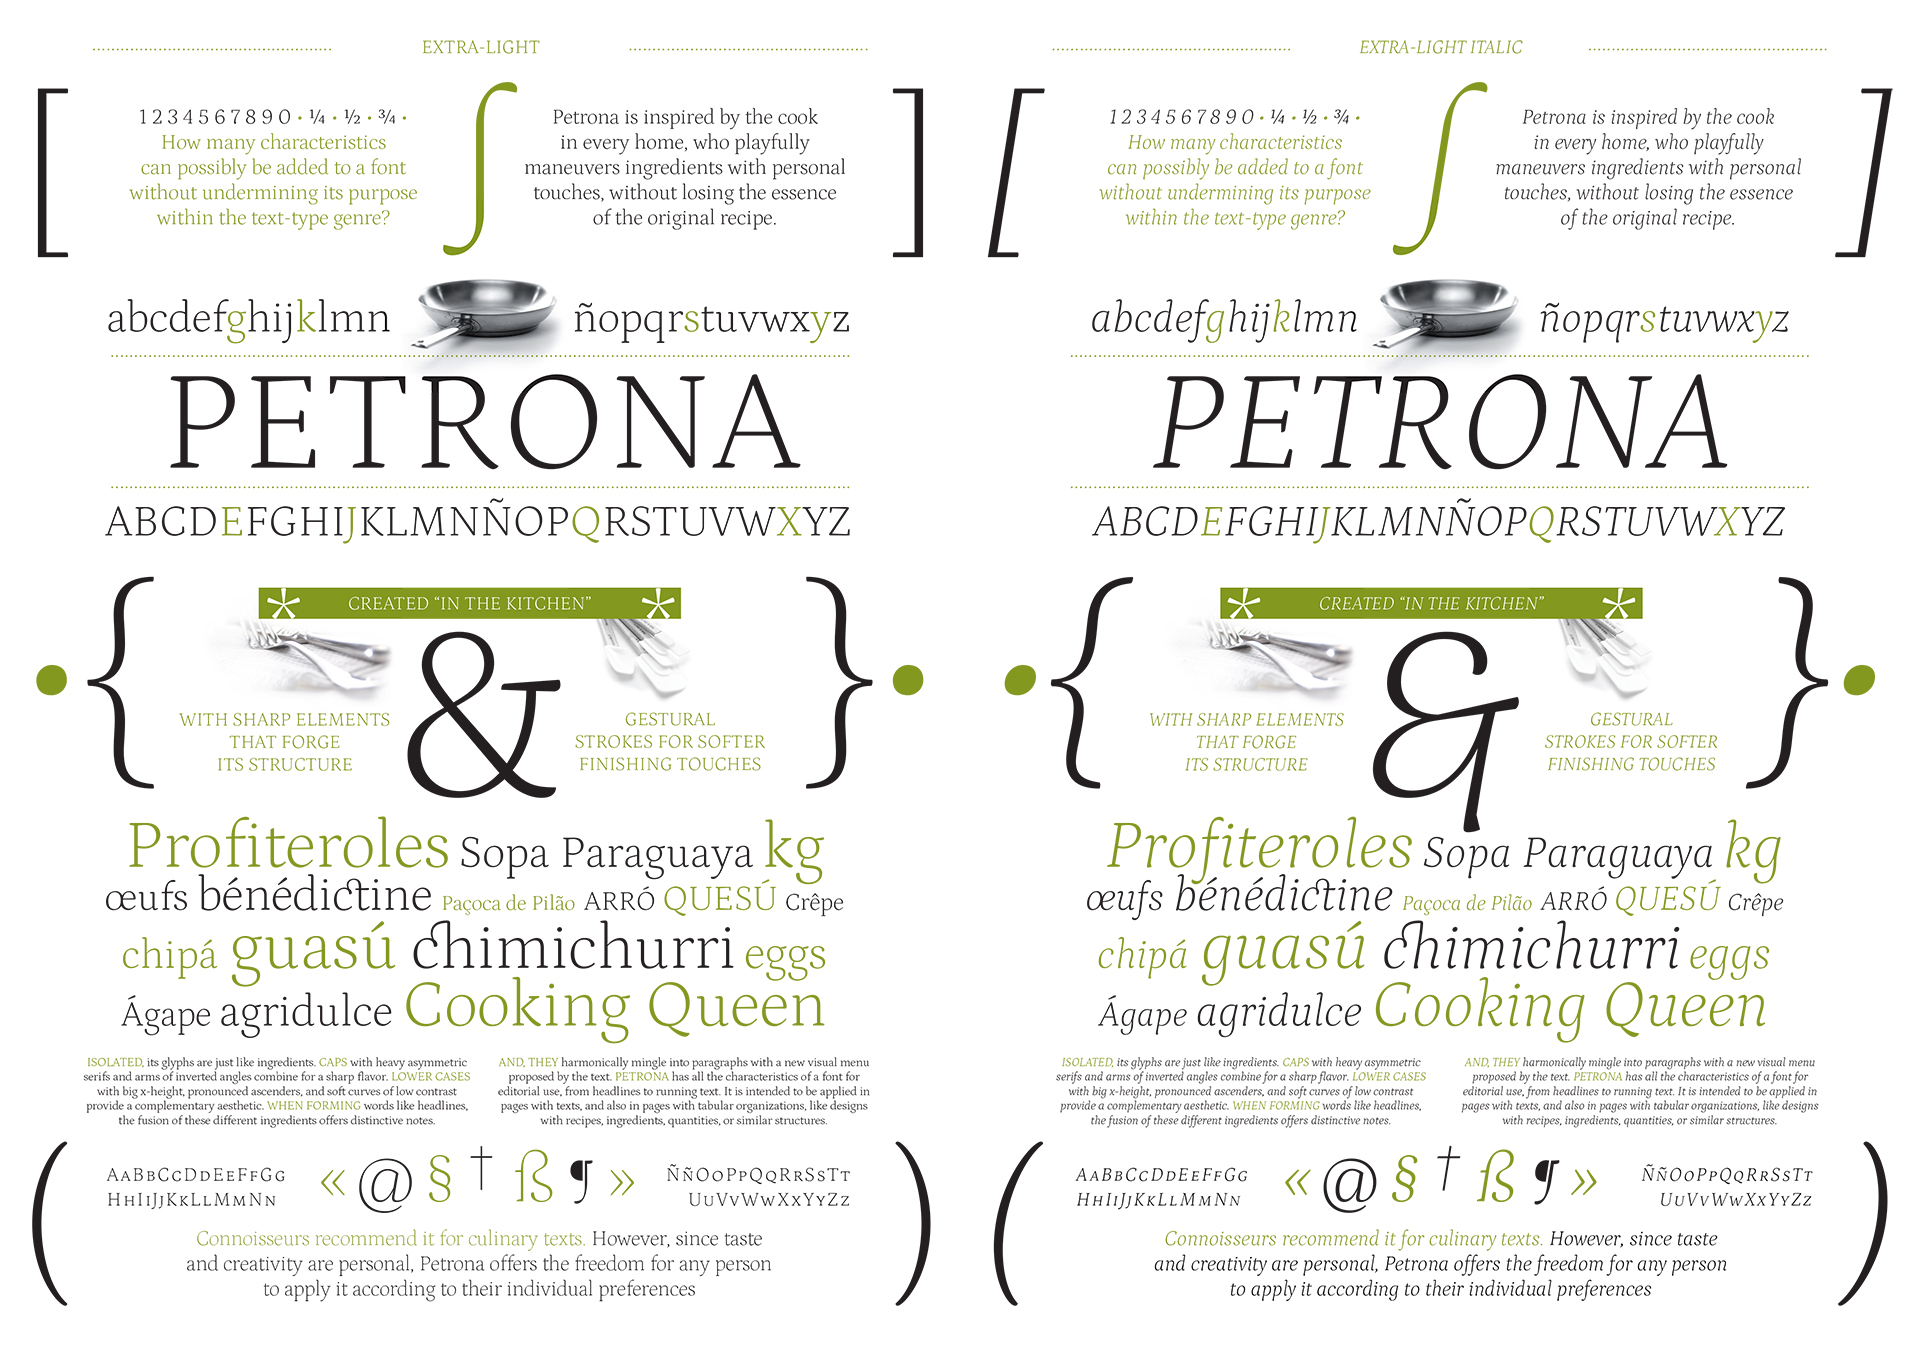 EXTRA-LIGHT
[
1 2 3 4 5 6 7 8 9 0 • ¼ • ½ • ¾ •
How many characteristics
can possibly be added to a font
without undermining its purpose
within the text-type genre?
∫
Petrona is inspired by the cook
in every home, who playfully
maneuvers ingredients with personal
touches, without losing the essence
of the original recipe.
]
abcdefghijklmn
ñopqrstuvwxyz
PETRONA
ABCDEFGHIJKLMNÑOPQRSTUVWXYZ
• {
* CREATED “IN THE KITCHEN” *
WITH SHARP ELEMENTS
THAT FORGE
ITS STRUCTURE
&
GESTURAL
STROKES FOR SOFTER
FINISHING TOUCHES
} •
Profiteroles Sopa Paraguaya kg
œufs bénédictine Paçoca de Pilão ARRÓ QUESÚ Crêpe
chipá guasú chimichurri eggs
Ágape agridulce Cooking Queen
ISOLATED, its glyphs are just like ingredients. CAPS with heavy asymmetric
serifs and arms of inverted angles combine for a sharp flavor. LOWER CASES
with big x-height, pronounced ascenders, and soft curves of low contrast
provide a complementary aesthetic. WHEN FORMING words like headlines,
the fusion of these different ingredients offers distinctive notes.
AND, THEY harmonically mingle into paragraphs with a new visual menu
proposed by the text. PETRONA has all the characteristics of a font for
editorial use, from headlines to running text. It is intended to be applied in
pages with texts, and also in pages with tabular organizations, like designs
with recipes, ingredients, quantities, or similar structures.
(
AABBCCDDEEFFGG
HHIIJJKKLLMMNN
« @ § † ß ¶ »
ÑÑOOPPQQRRSSTT
UUVVWWXXYYZZ
Connoisseurs recommend it for culinary texts. However, since taste
and creativity are personal, Petrona offers the freedom for any person
to apply it according to their individual preferences
)
EXTRA-LIGHT ITALIC
[
1 2 3 4 5 6 7 8 9 0 • ¼ • ½ • ¾ •
How many characteristics
can possibly be added to a font
without undermining its purpose
within the text-type genre?
∫
Petrona is inspired by the cook
in every home, who playfully
maneuvers ingredients with personal
touches, without losing the essence
of the original recipe.
]
abcdefghijklmn
ñopqrstuvwxyz
PETRONA
ABCDEFGHIJKLMNÑOPQRSTUVWXYZ
• {
* CREATED “IN THE KITCHEN” *
WITH SHARP ELEMENTS
THAT FORGE
ITS STRUCTURE
&
GESTURAL
STROKES FOR SOFTER
FINISHING TOUCHES
} •
Profiteroles Sopa Paraguaya kg
œufs bénédictine Paçoca de Pilão ARRÓ QUESÚ Crêpe
chipá guasú chimichurri eggs
Ágape agridulce Cooking Queen
ISOLATED, its glyphs are just like ingredients. CAPS with heavy asymmetric
serifs and arms of inverted angles combine for a sharp flavor. LOWER CASES
with big x-height, pronounced ascenders, and soft curves of low contrast
provide a complementary aesthetic. WHEN FORMING words like headlines,
the fusion of these different ingredients offers distinctive notes.
AND, THEY harmonically mingle into paragraphs with a new visual menu
proposed by the text. PETRONA has all the characteristics of a font for
editorial use, from headlines to running text. It is intended to be applied in
pages with texts, and also in pages with tabular organizations, like designs
with recipes, ingredients, quantities, or similar structures.
(
AABBCCDDEEFFGG
HHIIJJKKLLMMNN
« @ § † ß ¶ »
ÑÑOOPPQQRRSSTT
UUVVWWXXYYZZ
Connoisseurs recommend it for culinary texts. However, since taste
and creativity are personal, Petrona offers the freedom for any person
to apply it according to their individual preferences
)